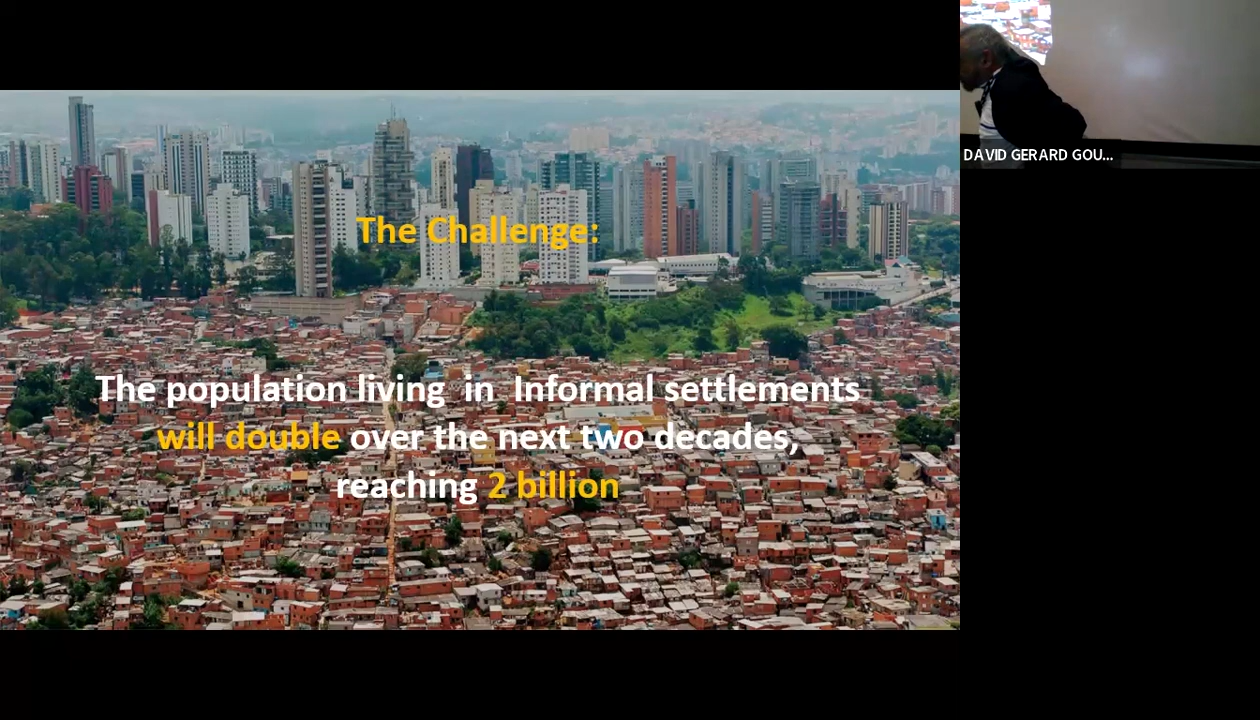 The Challenge:
The population living in Informal settlements
will double over the next two decades,
reaching 2 billion
DAVID GERARD GOU...